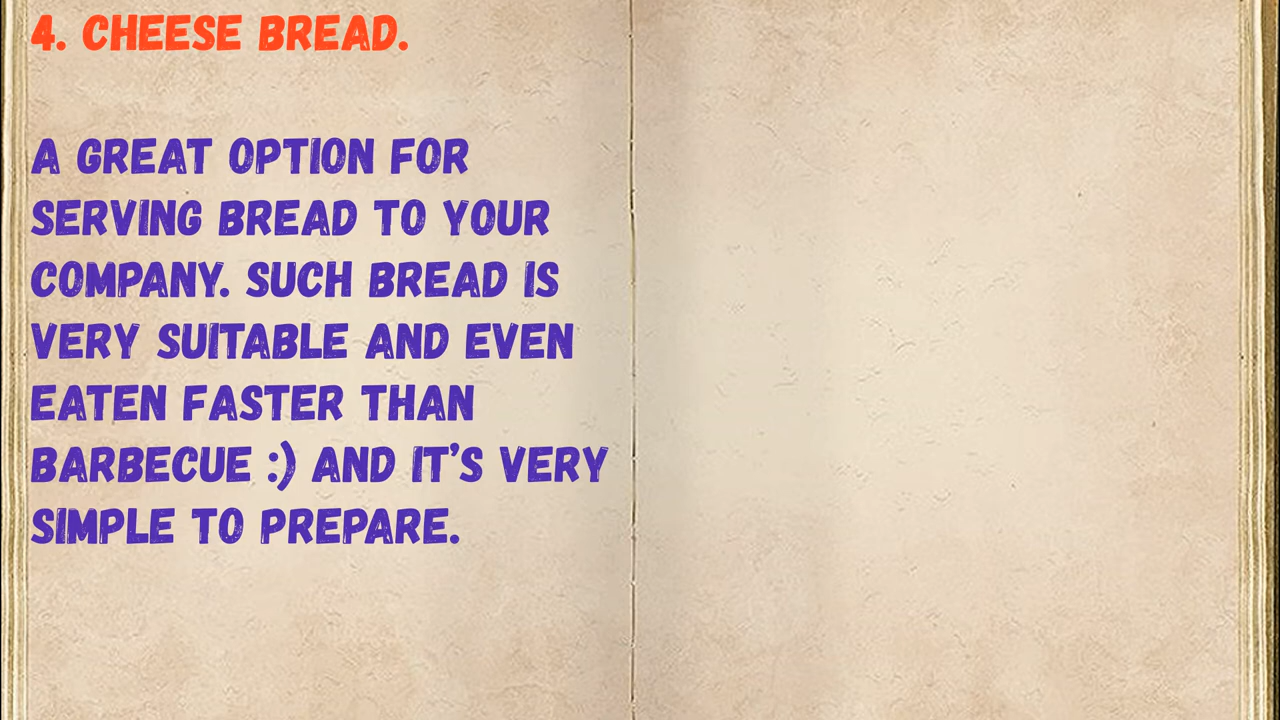 4. CHEESE BREAD.
A GREAT OPTION FOR
SERVING BREAD TO YOUR
COMPANY. SUCH BREAD IS
VERY SUITABLE AND EVEN
EATEN FASTER THAN
BARBECUE :) AND IT'S VERY
SIMPLE TO PREPARE.